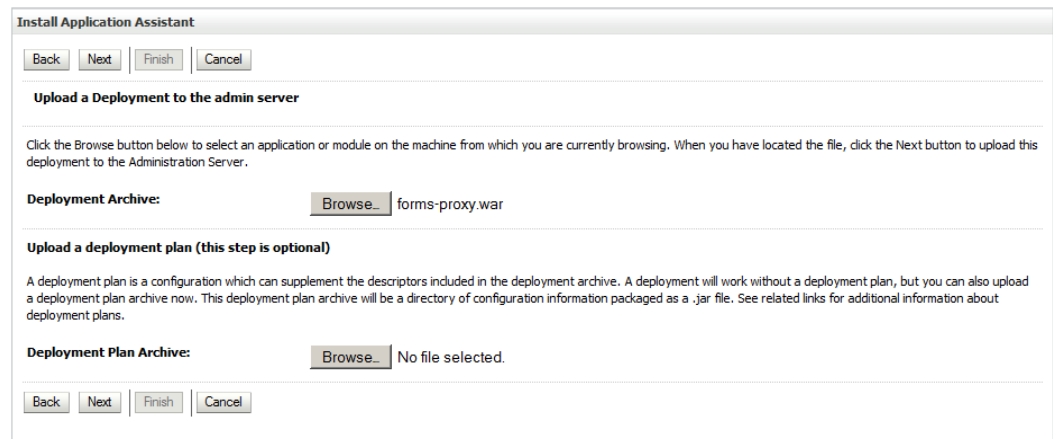 Install Application Assistant
Back Next Finish Cancel
Upload a Deployment to the admin server
Click the Browse button below to select an application or module on the machine from which you are currently browsing. When you have located the file, click the Next button to upload this
deployment to the Administration Server.
Deployment Archive: Browse... forms-proxy.war
Upload a deployment plan (this step is optional)
A deployment plan is a configuration which can supplement the descriptors included in the deployment archive. A deployment will work without a deployment plan, but you can also upload
a deployment plan archive now. This deployment plan archive will be a directory of configuration information packaged as a .jar file. See related links for additional information about
deployment plans.
Deployment Plan Archive: Browse... No file selected.
Back Next Finish Cancel